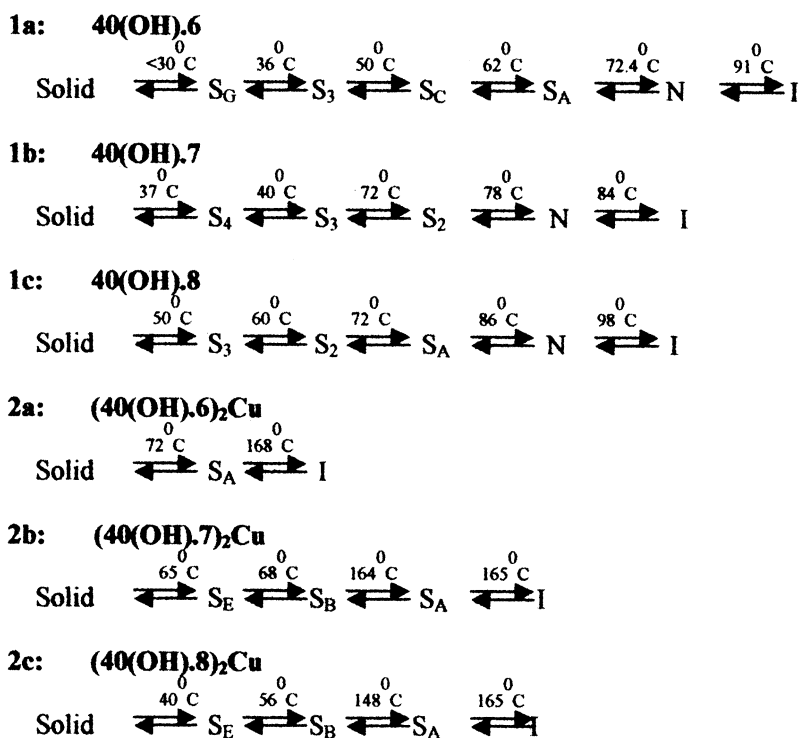 1a: 40(OH).6
0 0 0 0 0 0
<30 C 36 C 50 C 62 C 72.4 C 91 C
Solid S_G S_3 S_C S_A N I
1b: 40(OH).7
0 0 0 0 0
37 C 40 C 72 C 78 C 84 C
Solid S_4 S_3 S_2 N I
1c: 40(OH).8
0 0 0 0 0
50 C 60 C 72 C 86 C 98 C
Solid S_3 S_2 S_A N I
2a: (40(OH).6)₂Cu
0 0
72 C 168 C
Solid S_A I
2b: (40(OH).7)₂Cu
0 0 0 0
65 C 68 C 164 C 165 C
Solid S_E S_B S_A I
2c: (40(OH).8)₂Cu
0 0 0 0
40 C 56 C 148 C 165 C
Solid S_E S_B S_A I